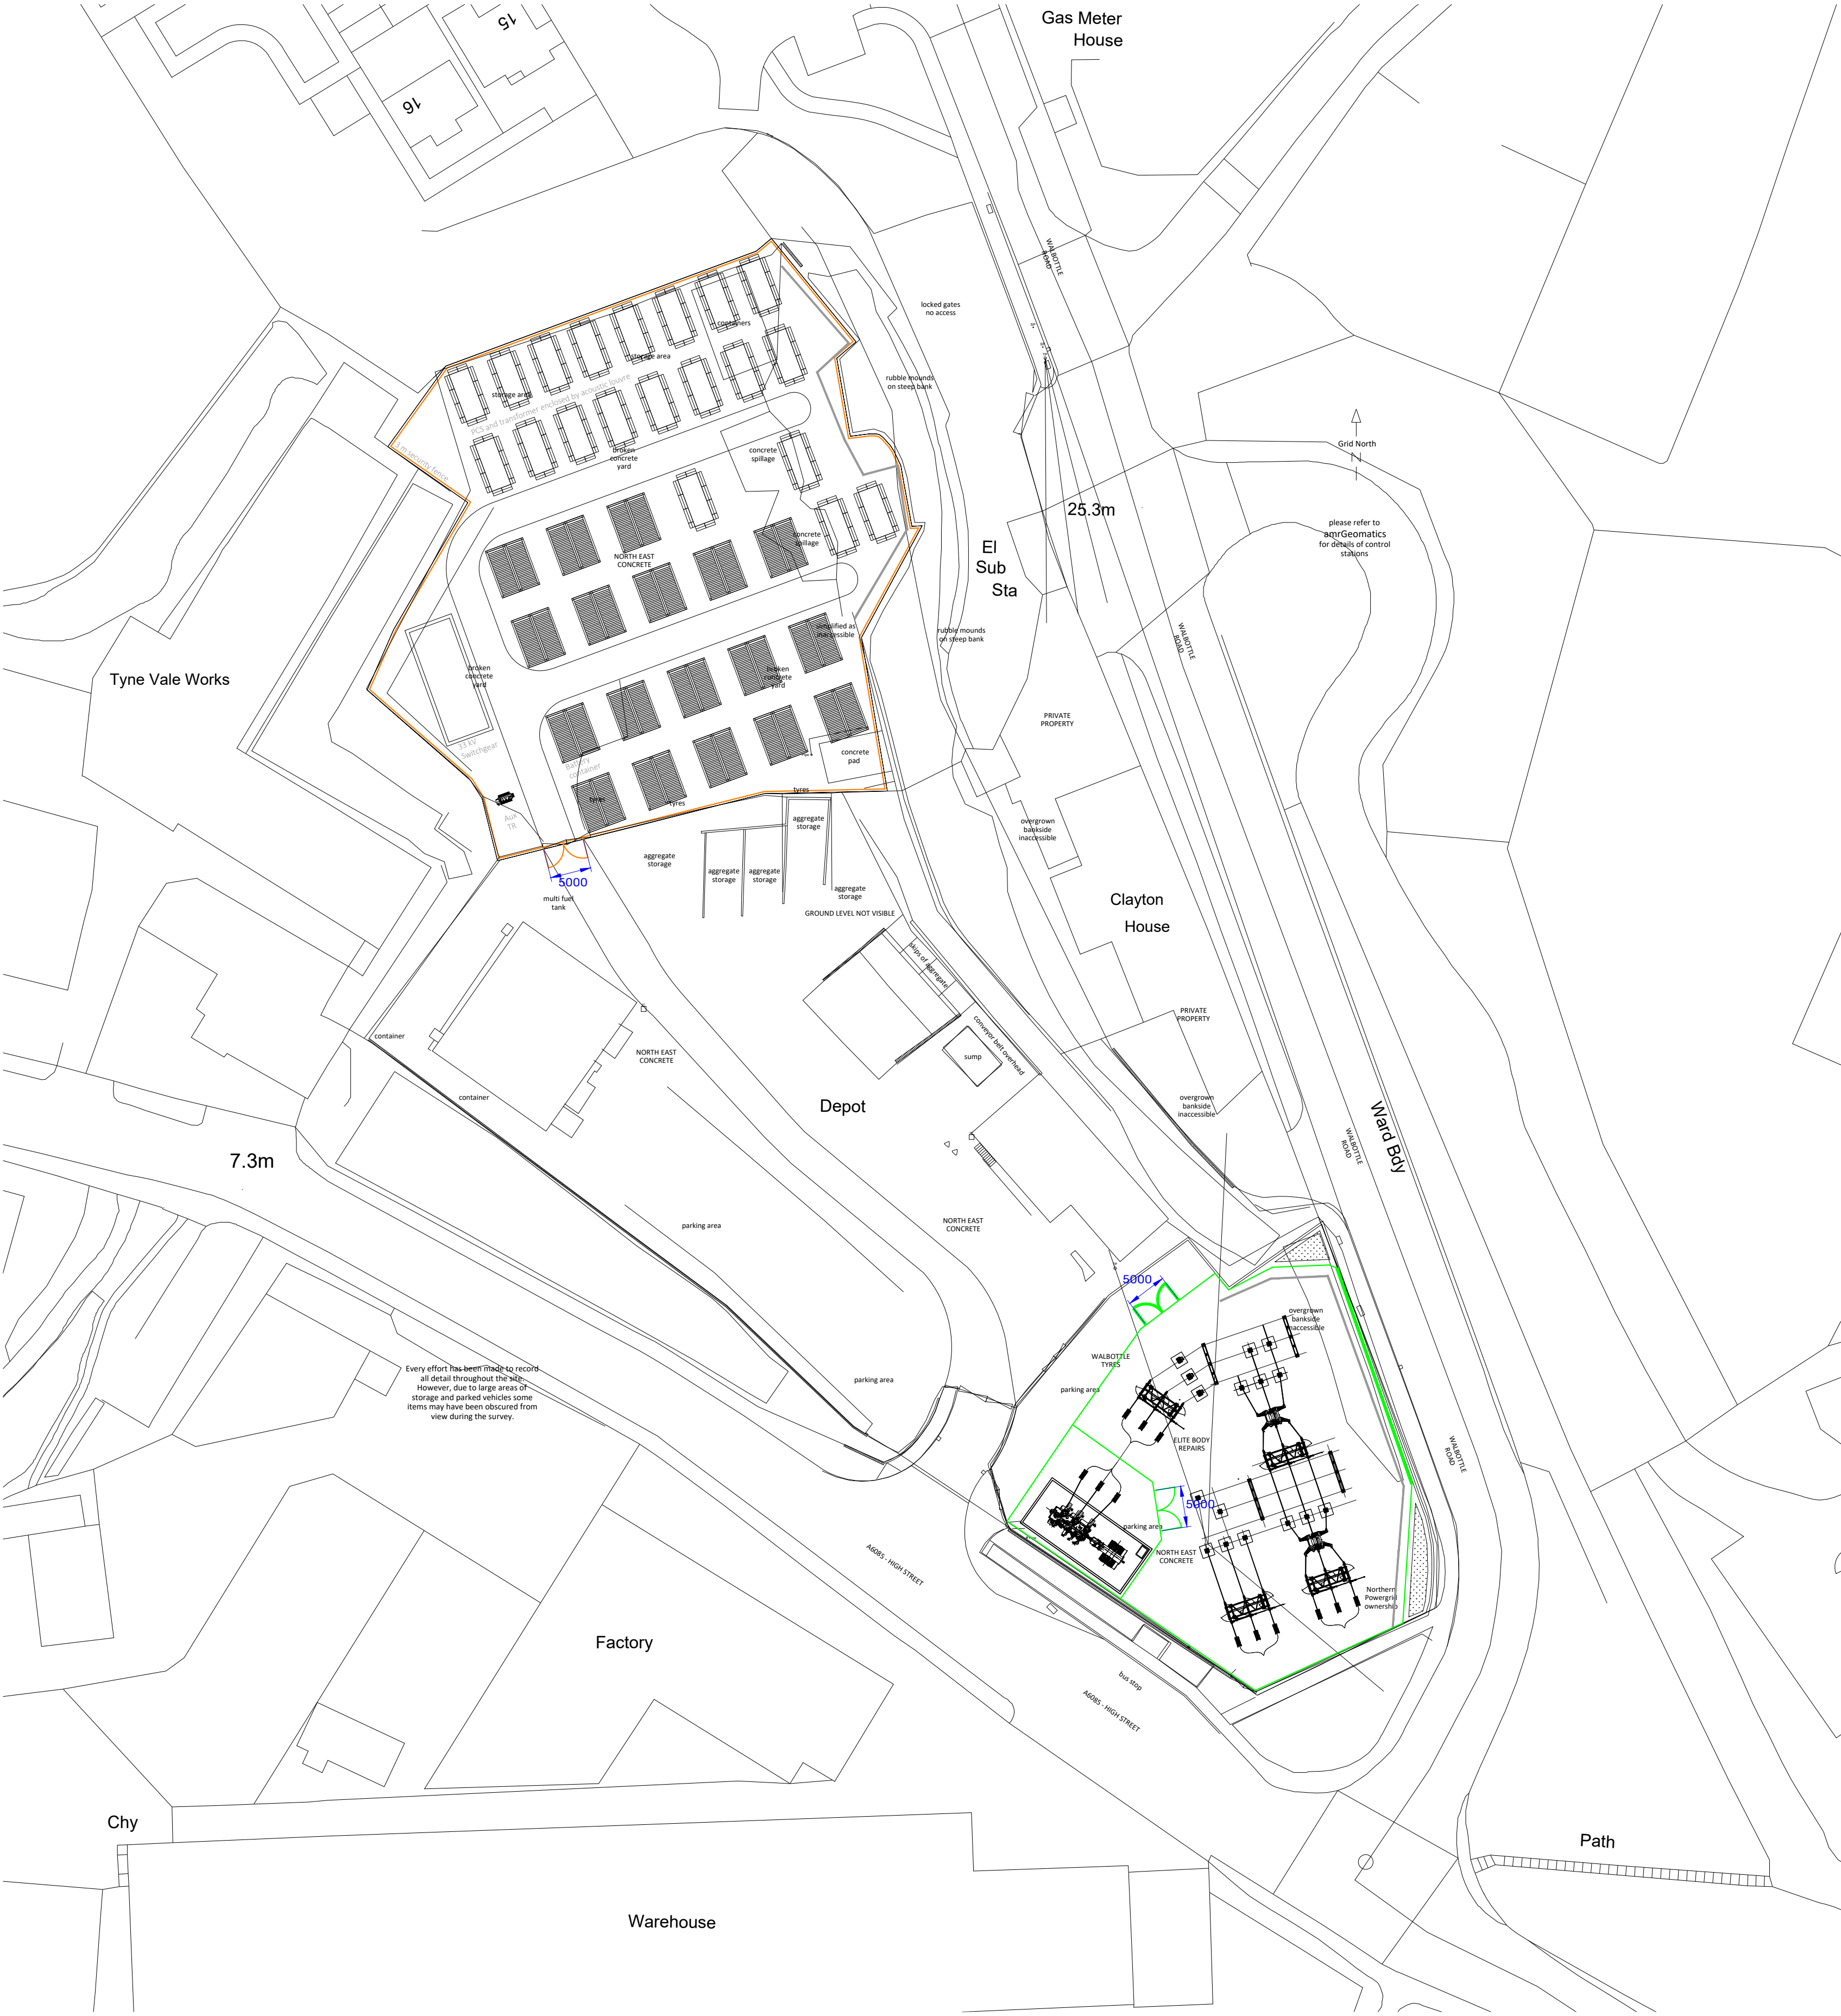 Gas Meter
House
15
16
WALBOTTLE
ROAD
locked gates
no access
containers
storage area
rubble mounds
on steep bank
storage area
PCS and transformer enclosed by acoustic louvre
3 m security fence
broken
concrete
yard
concrete
spillage
Grid North
N
25.3m
please refer to
amrGeomatics
for details of control
stations
El
Sub
Sta
concrete
spillage
NORTH EAST
CONCRETE
simplified as
inaccessible
rubble mounds
on steep bank
WALBOTTLE
ROAD
Tyne Vale Works
broken
concrete
yard
broken
concrete
yard
PRIVATE
PROPERTY
33 kV
Switchgear
Battery
container
concrete
pad
tyres
tyres
tyres
Aux
TR
aggregate
storage
overgrown
bankside
inaccessible
aggregate
storage
aggregate
storage
aggregate
storage
aggregate
storage
5000
multi fuel
tank
GROUND LEVEL NOT VISIBLE
Clayton
House
skips of aggregate
PRIVATE
PROPERTY
container
conveyor belt overhead
NORTH EAST
CONCRETE
sump
container
Depot
overgrown
bankside
inaccessible
Ward Bdy
WALBOTTLE
ROAD
7.3m
parking area
NORTH EAST
CONCRETE
5000
overgrown
bankside
inaccessible
WALBOTTLE
TYRES
Every effort has been made to record
all detail throughout the site.
However, due to large areas of
storage and parked vehicles some
items may have been obscured from
view during the survey.
parking area
parking area
ELITE BODY
REPAIRS
WALBOTTLE
ROAD
5000
parking area
NORTH EAST
CONCRETE
A6085 - HIGH STREET
Northern
Powergrid
ownership
Factory
bus stop
A6085 - HIGH STREET
Chy
Path
Warehouse